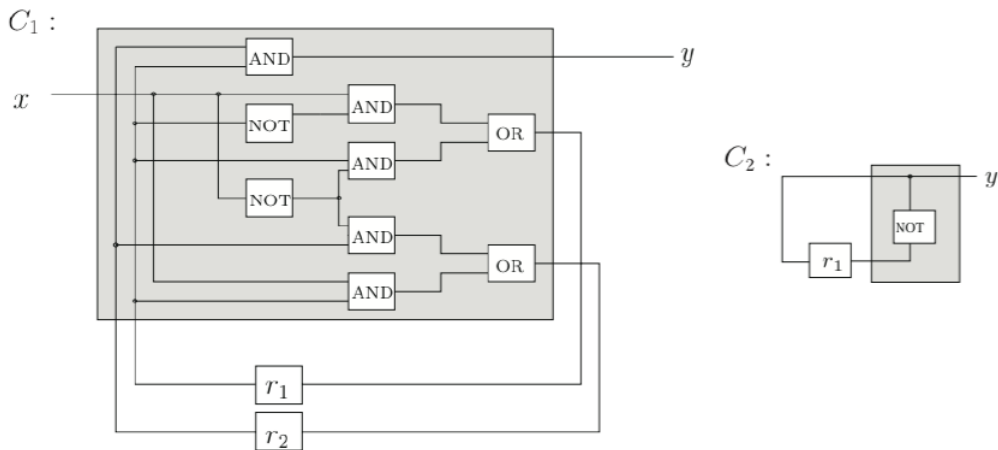 C₁ :
AND
y
x
AND
NOT
OR
AND
NOT
AND
OR
AND
r₁
r₂
C₂ :
y
NOT
r₁